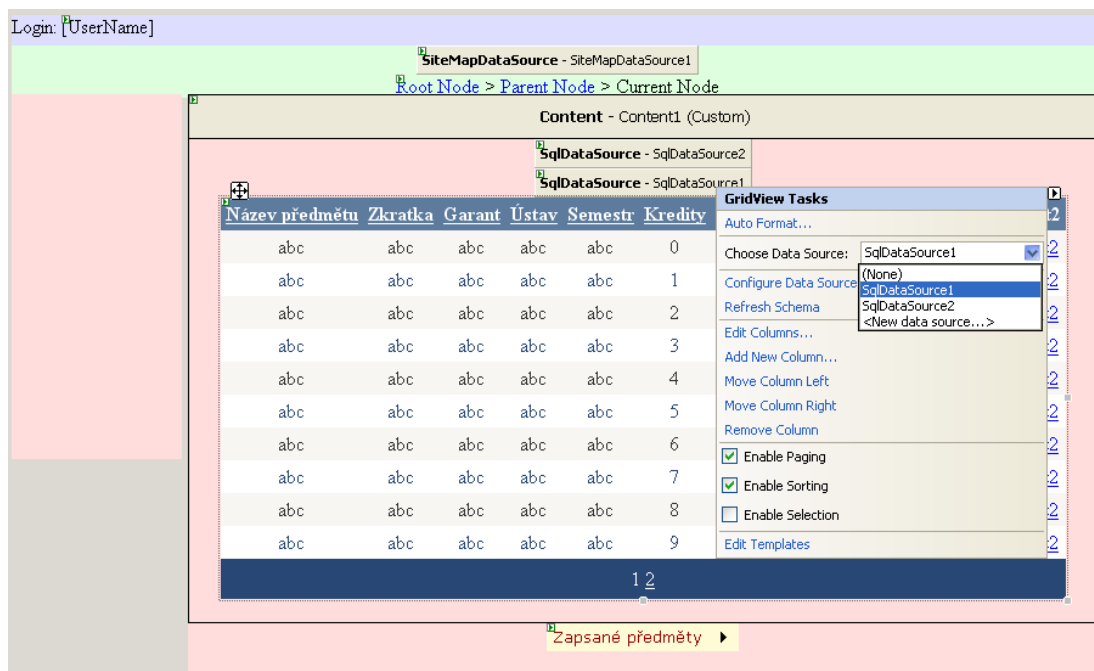 Login: [UserName]
SiteMapDataSource - SiteMapDataSource1
Root Node > Parent Node > Current Node
Content - Content1 (Custom)
SqlDataSource - SqlDataSource2
SqlDataSource - SqlDataSource1
Název předmětu Zkratka Garant Ústav Semestr Kredity
abc abc abc abc abc 0
abc abc abc abc abc 1
abc abc abc abc abc 2
abc abc abc abc abc 3
abc abc abc abc abc 4
abc abc abc abc abc 5
abc abc abc abc abc 6
abc abc abc abc abc 7
abc abc abc abc abc 8
abc abc abc abc abc 9
1 2
GridView Tasks
Auto Format...
Choose Data Source: SqlDataSource1
(None)
SqlDataSource1
SqlDataSource2
<New data source...>
Configure Data Source
Refresh Schema
Edit Columns...
Add New Column...
Move Column Left
Move Column Right
Remove Column
Enable Paging
Enable Sorting
Enable Selection
Edit Templates
Zapsané předměty